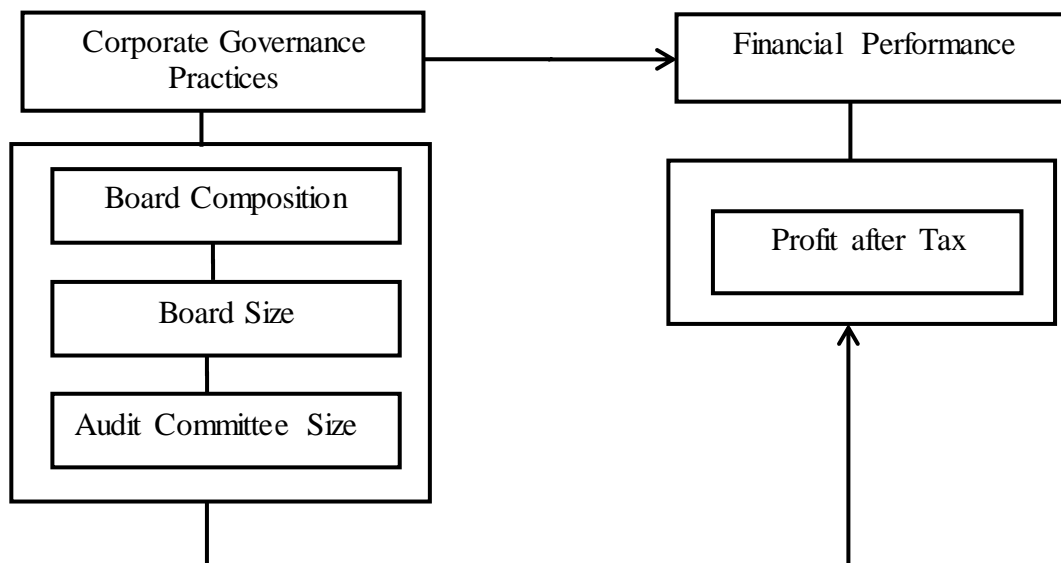 Corporate Governance
Practices
Financial Performance
Board Composition
Board Size
Audit Committee Size
Profit after Tax